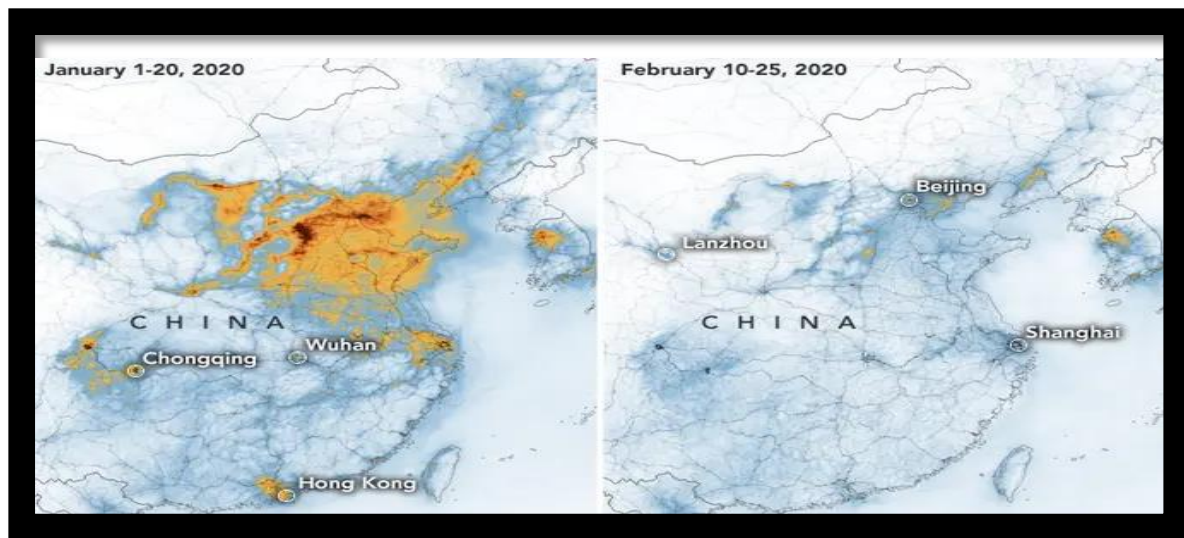 January 1-20, 2020
CHINA
Wuhan
Chongqing
Hong Kong
February 10-25, 2020
Beijing
Lanzhou
CHINA
Shanghai